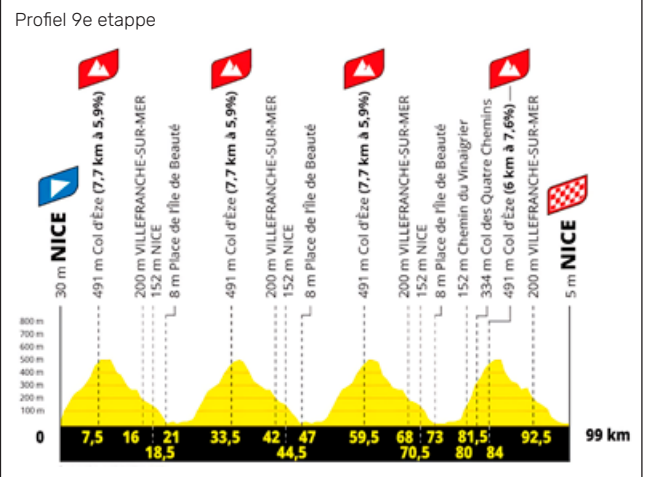 Profiel 9e etappe
30 m NICE
491 m Col d'Èze (7,7 km à 5,9%)
200 m VILLEFRANCHE-SUR-MER
152 m NICE
8 m Place de l'Île de Beauté
491 m Col d'Èze (7,7 km à 5,9%)
200 m VILLEFRANCHE-SUR-MER
152 m NICE
8 m Place de l'Île de Beauté
491 m Col d'Èze (7,7 km à 5,9%)
200 m VILLEFRANCHE-SUR-MER
152 m NICE
8 m Place de l'Île de Beauté
152 m Chemin du Vinaigrier
334 m Col des Quatre Chemins
491 m Col d'Èze (6 km à 7,6%)
200 m VILLEFRANCHE-SUR-MER
5 m NICE
800 m
700 m
600 m
500 m
400 m
300 m
200 m
100 m
0 7,5 16 21 33,5 42 47 59,5 68 73 81,5 92,5 99 km
18,5 44,5 70,5 80 84